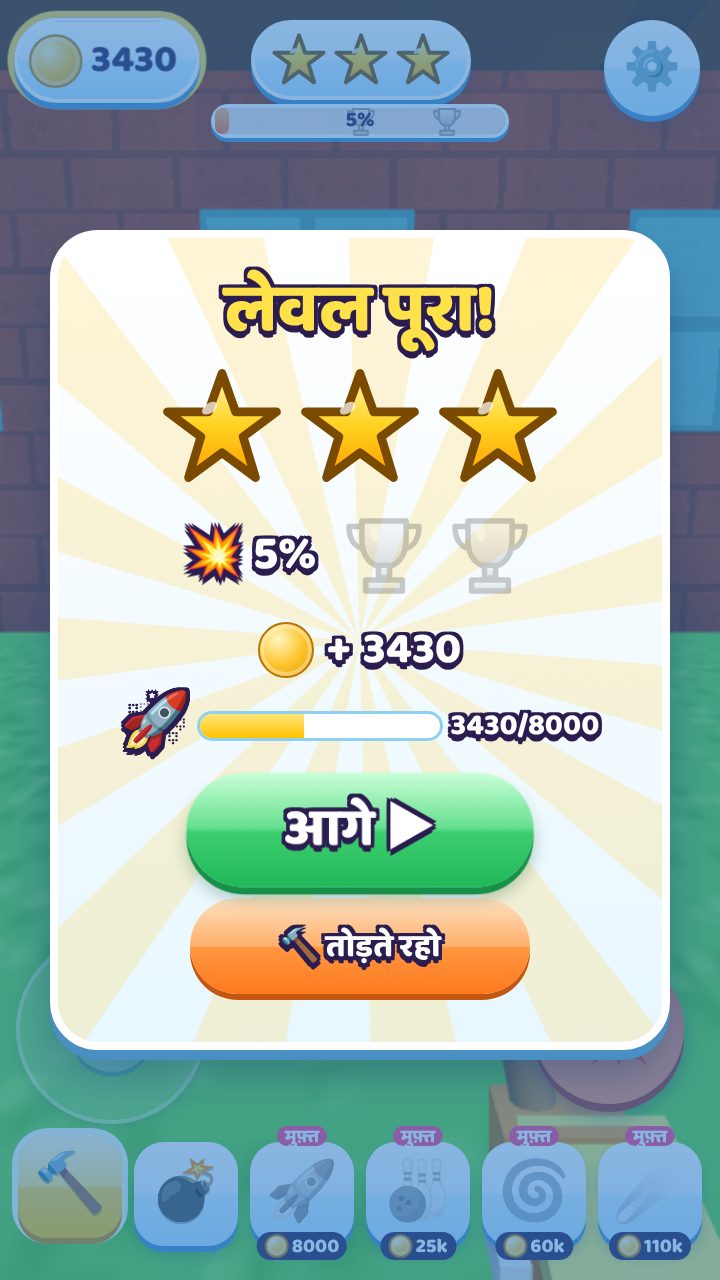 3430
5%
लेवल पूरा!
5%
+ 3430
3430/8000
आगे
तोड़ते रहो
मुफ़्त मुफ़्त मुफ़्त मुफ़्त
8000 25k 60k 110k